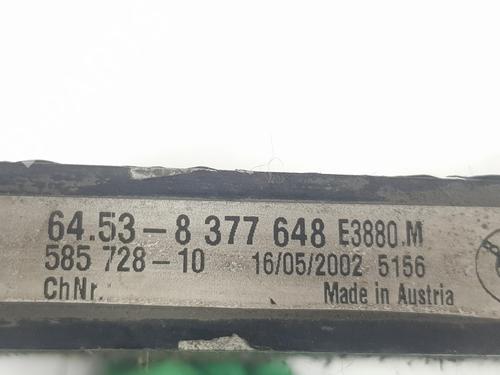 64.53-8 377 648 E3880.M
585 728-10 16/05/2002 5156
ChNr. Made in Austria